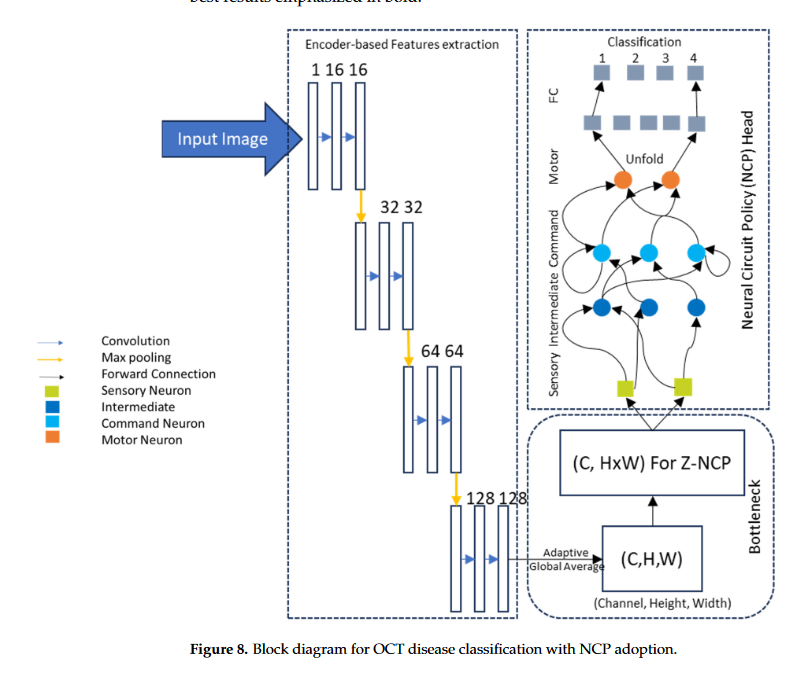 best results emphasized in bold.
Encoder-based Features extraction
1 16 16
Input Image
32 32
64 64
128 128
Convolution
Max pooling
Forward Connection
Sensory Neuron
Intermediate
Command Neuron
Motor Neuron
Classification
1 2 3 4
FC
Motor
Unfold
Command
Intermediate
Sensory
Neural Circuit Policy (NCP) Head
(C, HxW) For Z-NCP
Bottleneck
Adaptive
Global Average
(C,H,W)
(Channel, Height, Width)
Figure 8. Block diagram for OCT disease classification with NCP adoption.